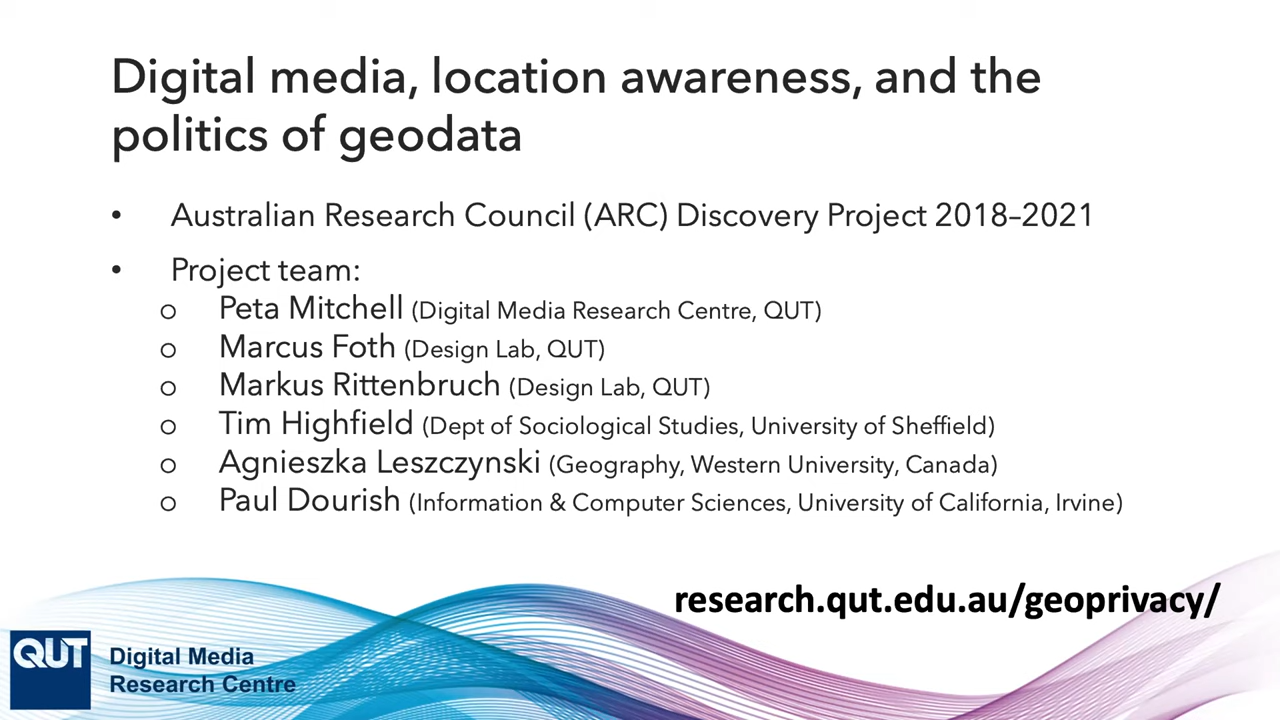 Digital media, location awareness, and the
politics of geodata
• Australian Research Council (ARC) Discovery Project 2018–2021
• Project team:
o Peta Mitchell (Digital Media Research Centre, QUT)
o Marcus Foth (Design Lab, QUT)
o Markus Rittenbruch (Design Lab, QUT)
o Tim Highfield (Dept of Sociological Studies, University of Sheffield)
o Agnieszka Leszczynski (Geography, Western University, Canada)
o Paul Dourish (Information & Computer Sciences, University of California, Irvine)
research.qut.edu.au/geoprivacy/
QUT
Digital Media
Research Centre